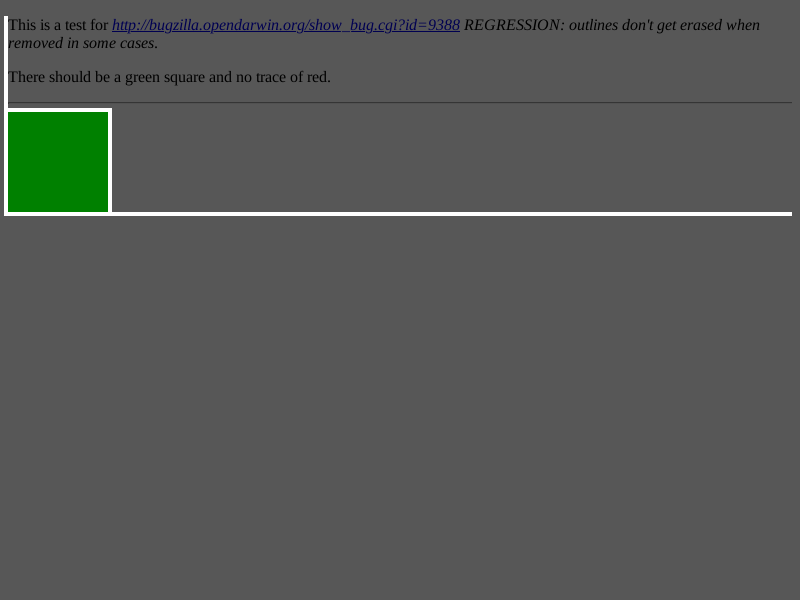 This is a test for http://bugzilla.opendarwin.org/show_bug.cgi?id=9388 REGRESSION: outlines don't get erased when
removed in some cases.
There should be a green square and no trace of red.